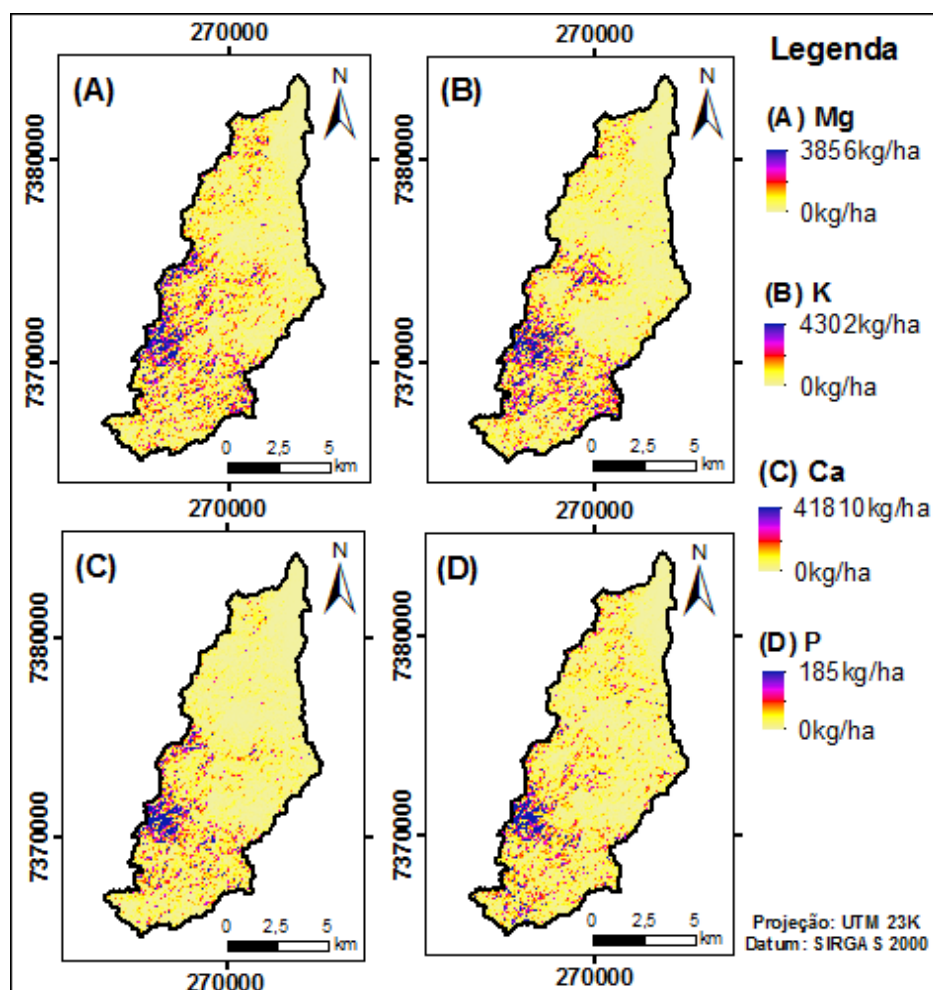 270000
270000
Legenda
(A)
N
(B)
N
(A) Mg
3856kg/ha
0kg/ha
7380000
7380000
(B) K
4302kg/ha
0kg/ha
7370000
7370000
0 2,5 5
km
0 2,5 5
km
(C) Ca
41810kg/ha
0kg/ha
270000
270000
(C)
N
(D)
N
7380000
7380000
(D) P
185kg/ha
0kg/ha
7370000
7370000
0 2,5 5
km
0 2,5 5
km
Projeção: UTM 23K
Datum: SIRGAS 2000
270000
270000